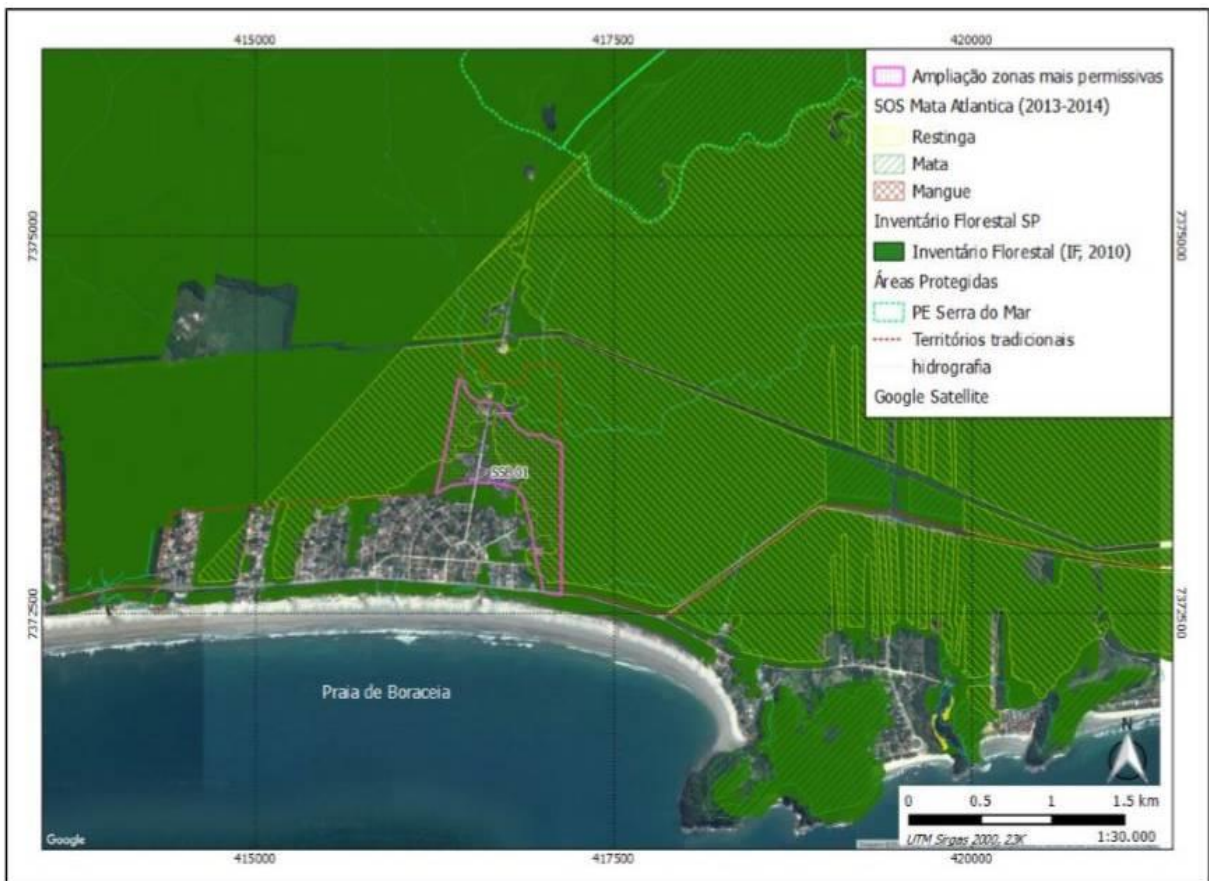 415000
417500
420000
Ampliação zonas mais permissivas
SOS Mata Atlantica (2013-2014)
Restinga
Mata
Mangue
Inventário Florestal SP
Inventário Florestal (IF, 2010)
Áreas Protegidas
PE Serra do Mar
Territórios tradicionais
hidrografia
Google Satellite
7375000
7375000
SSE 01
7372500
7372500
Praia de Boraceia
N
0 0.5 1 1.5 km
UTM Sirgas 2000, 23K 1:30.000
Google
415000
417500
420000